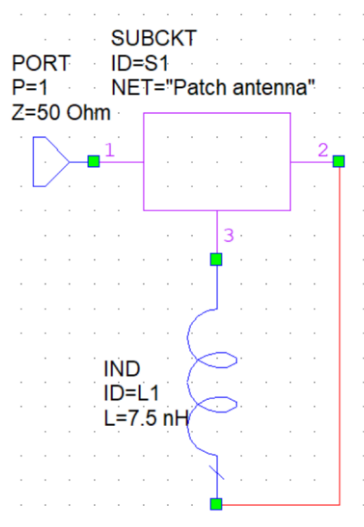 SUBCKT
PORT
ID=S1
P=1
NET="Patch antenna"
Z=50 Ohm
1
2
3
IND
ID=L1
L=7.5 nH